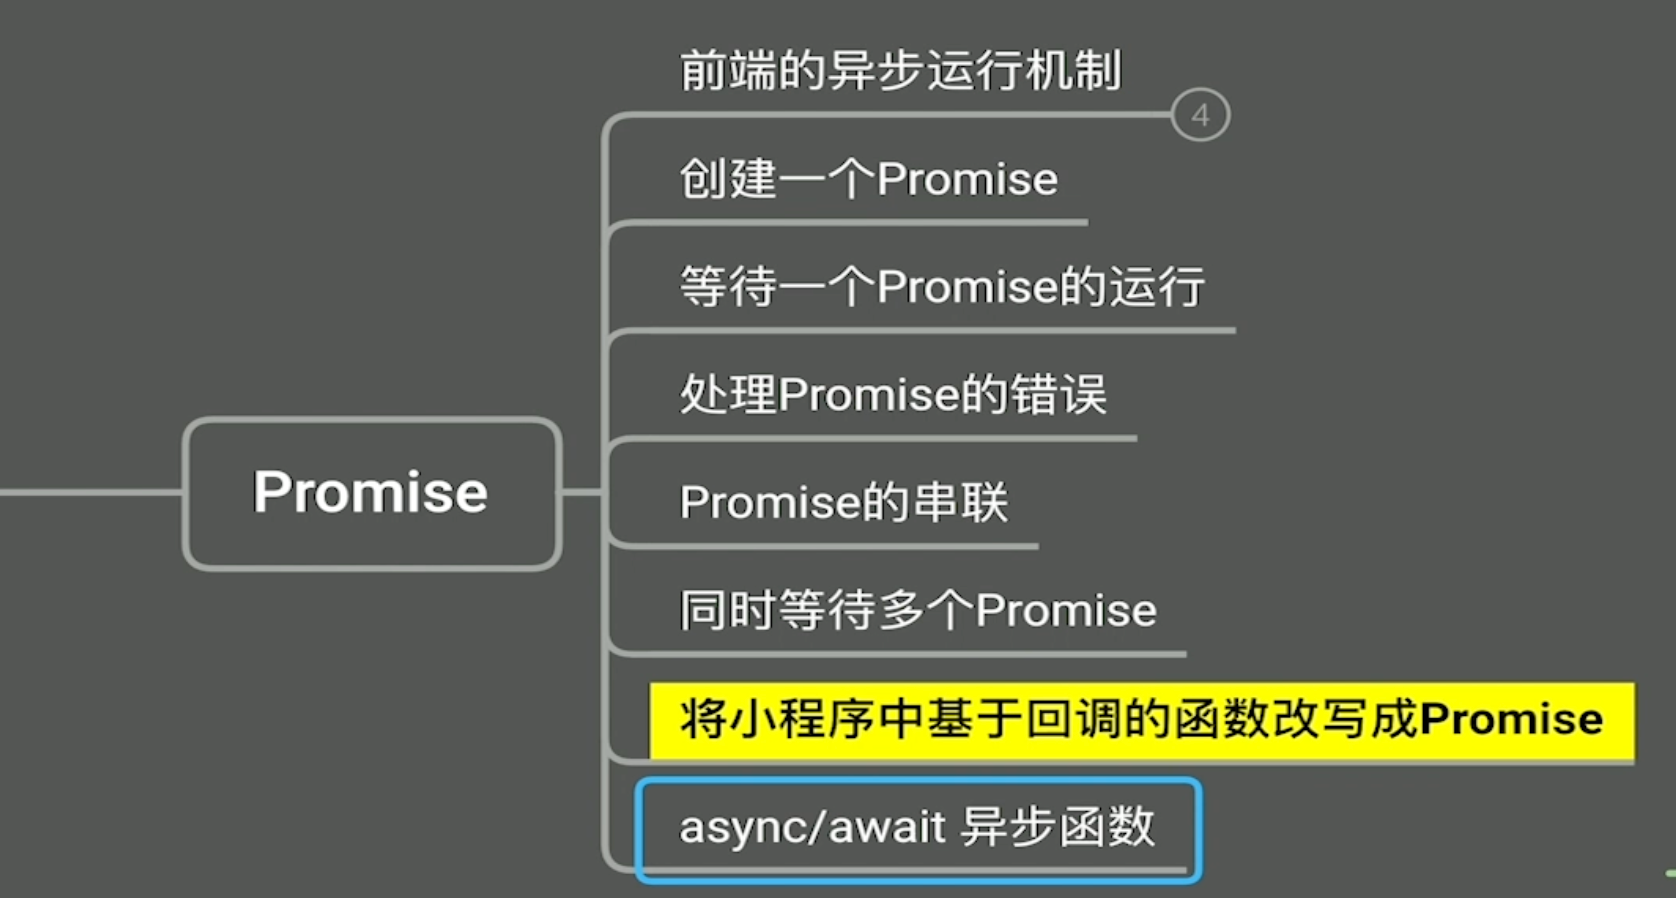 前端的异步运行机制
4
创建一个Promise
等待一个Promise的运行
处理Promise的错误
Promise
Promise的串联
同时等待多个Promise
将小程序中基于回调的函数改写成Promise
async/await 异步函数